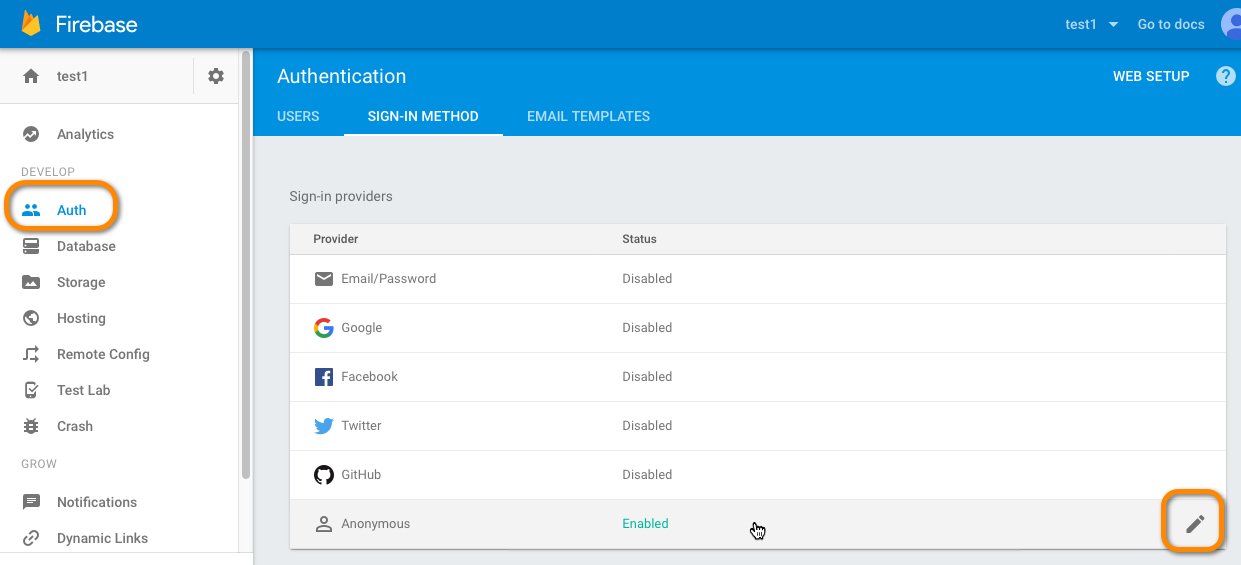 Firebase
test1
Go to docs
test1
Analytics
DEVELOP
Auth
Database
Storage
Hosting
Remote Config
Test Lab
Crash
GROW
Notifications
Dynamic Links
Authentication
WEB SETUP
?
USERS SIGN-IN METHOD EMAIL TEMPLATES
Sign-in providers
Provider Status
Email/Password Disabled
Google Disabled
Facebook Disabled
Twitter Disabled
GitHub Disabled
Anonymous Enabled